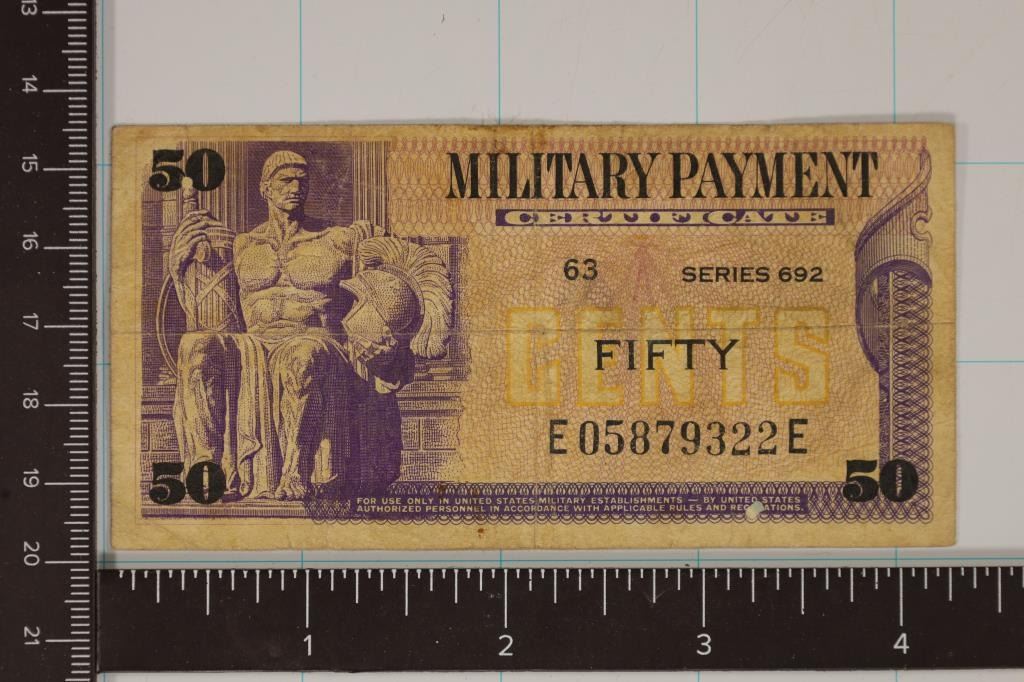 13
14
15
16
17
18
19
20
21
50
MILITARY PAYMENT
CERTIFICATE
63 SERIES 692
CENTS
FIFTY
E05879322E
50
50
FOR USE ONLY IN UNITED STATES MILITARY ESTABLISHMENTS — BY UNITED STATES
AUTHORIZED PERSONNEL IN ACCORDANCE WITH APPLICABLE RULES AND REGULATIONS.
1 2 3 4